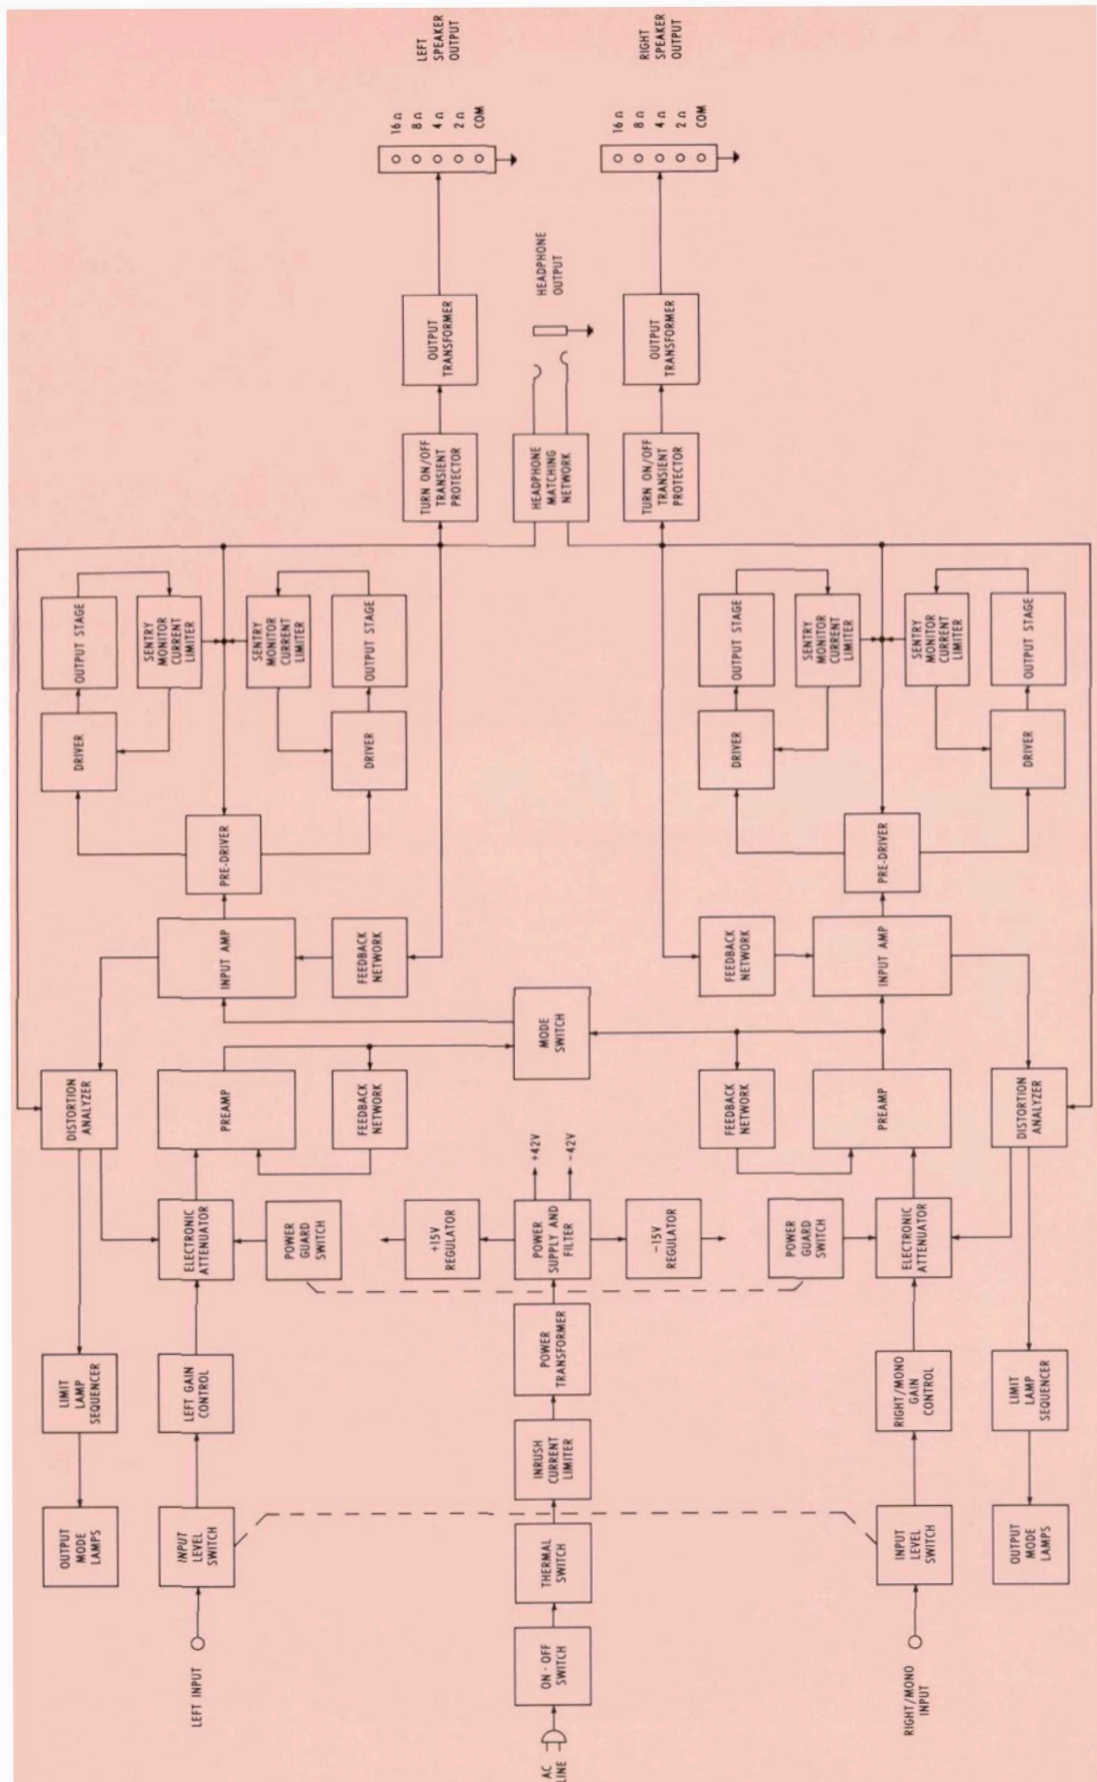 LEFT
SPEAKER
OUTPUT
16 Ω
8 Ω
4 Ω
2 Ω
COM
RIGHT
SPEAKER
OUTPUT
16 Ω
8 Ω
4 Ω
2 Ω
COM
OUTPUT
TRANSFORMER
HEADPHONE
OUTPUT
OUTPUT
TRANSFORMER
TURN ON/OFF
TRANSIENT
PROTECTOR
HEADPHONE
MATCHING
NETWORK
TURN ON/OFF
TRANSIENT
PROTECTOR
OUTPUT STAGE
SENTRY
MONITOR
CURRENT
LIMITER
SENTRY
MONITOR
CURRENT
LIMITER
OUTPUT STAGE
OUTPUT STAGE
SENTRY
MONITOR
CURRENT
LIMITER
SENTRY
MONITOR
CURRENT
LIMITER
OUTPUT STAGE
DRIVER
DRIVER
DRIVER
DRIVER
PRE-DRIVER
PRE-DRIVER
INPUT AMP
FEEDBACK
NETWORK
FEEDBACK
NETWORK
INPUT AMP
DISTORTION
ANALYZER
PREAMP
FEEDBACK
NETWORK
MODE
SWITCH
FEEDBACK
NETWORK
PREAMP
DISTORTION
ANALYZER
+42V
-42V
ELECTRONIC
ATTENUATOR
POWER
GUARD
SWITCH
+15V
REGULATOR
POWER
SUPPLY AND
FILTER
-15V
REGULATOR
POWER
GUARD
SWITCH
ELECTRONIC
ATTENUATOR
LIMIT
LAMP
SEQUENCER
LEFT GAIN
CONTROL
POWER
TRANSFORMER
RIGHT/MONO
GAIN
CONTROL
LIMIT
LAMP
SEQUENCER
INRUSH
CURRENT
LIMITER
OUTPUT
MODE
LAMPS
INPUT
LEVEL
SWITCH
THERMAL
SWITCH
INPUT
LEVEL
SWITCH
OUTPUT
MODE
LAMPS
LEFT INPUT
ON-OFF
SWITCH
RIGHT/MONO
INPUT
AC
LINE